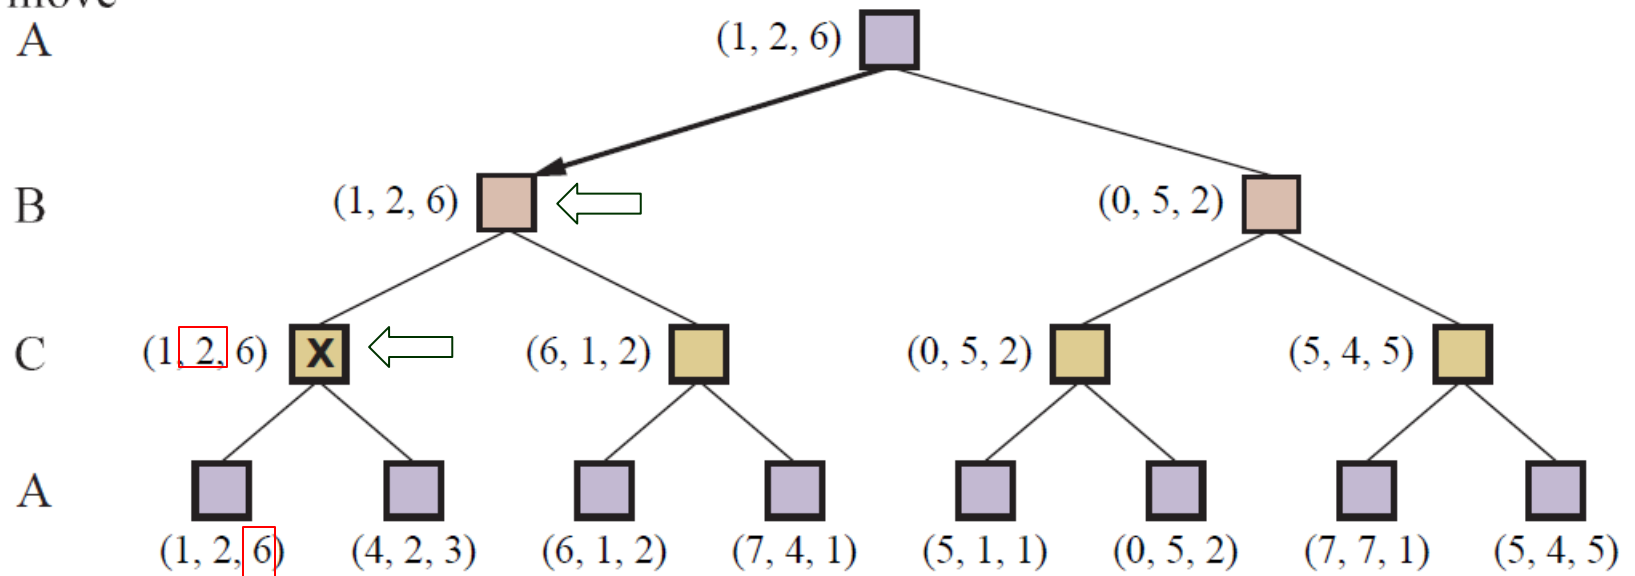 move
A (1, 2, 6)
B (1, 2, 6) (0, 5, 2)
C (1, 2, 6) X (6, 1, 2) (0, 5, 2) (5, 4, 5)
A
(1, 2, 6) (4, 2, 3) (6, 1, 2) (7, 4, 1) (5, 1, 1) (0, 5, 2) (7, 7, 1) (5, 4, 5)